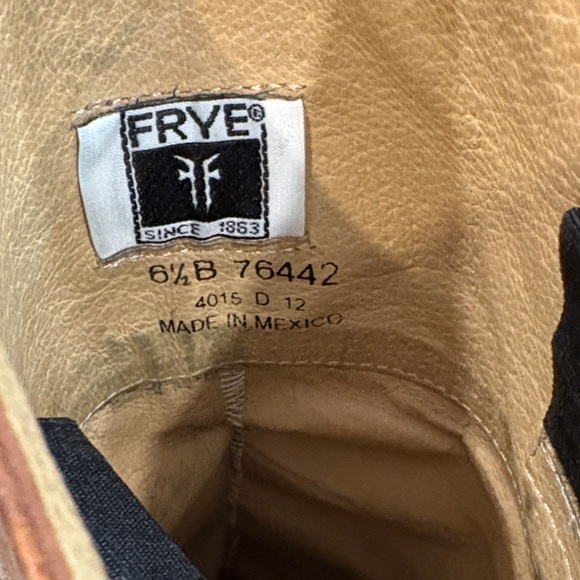 FRYE®
SINCE 1863
6½B 76442
4015 D 12
MADE IN MEXICO